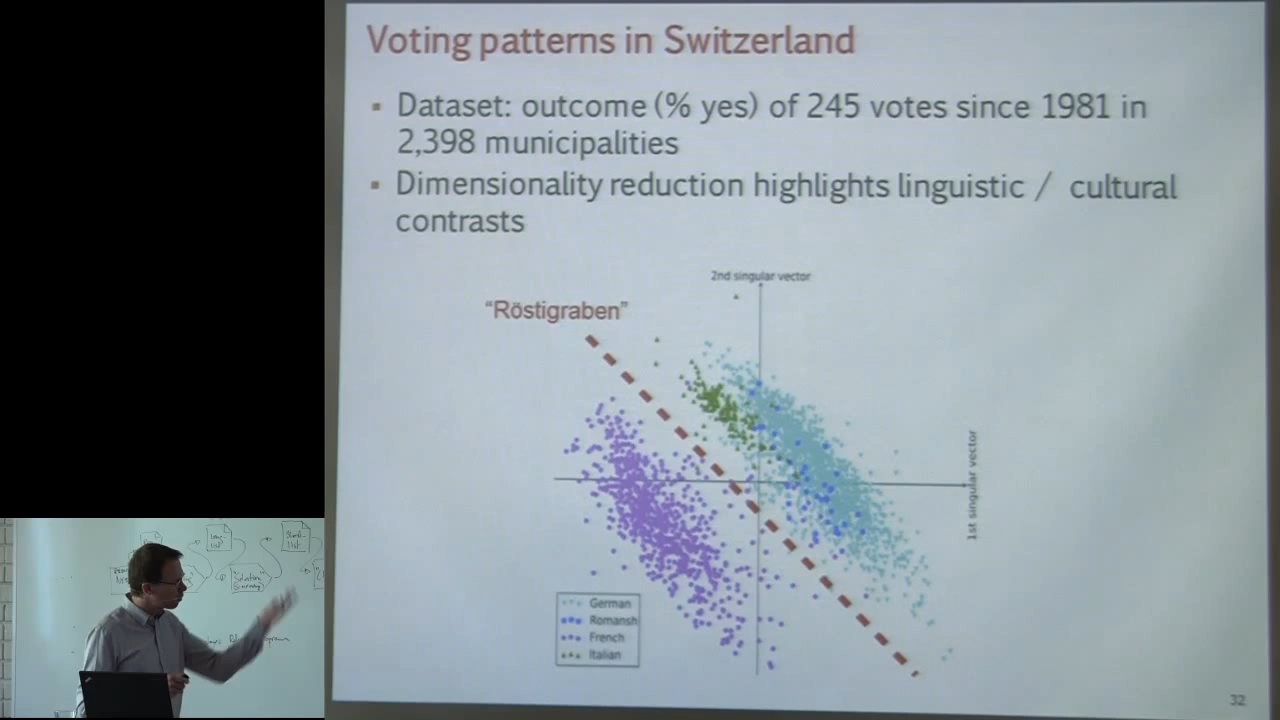 Voting patterns in Switzerland
▪ Dataset: outcome (% yes) of 245 votes since 1981 in
2,398 municipalities
▪ Dimensionality reduction highlights linguistic / cultural
contrasts
2nd singular vector
“Röstigraben”
1st singular vector
German
Romansh
French
Italian
32